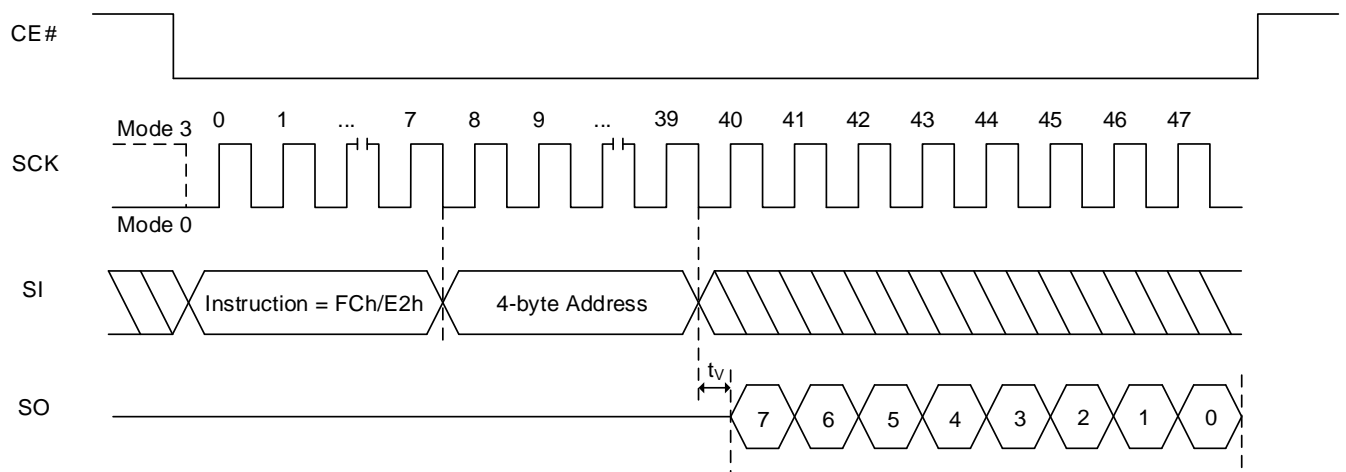 CE#
Mode 3 0 1 ... 7 8 9 ... 39 40 41 42 43 44 45 46 47
SCK
Mode 0
SI
Instruction = FCh/E2h 4-byte Address
tV
SO
7 6 5 4 3 2 1 0